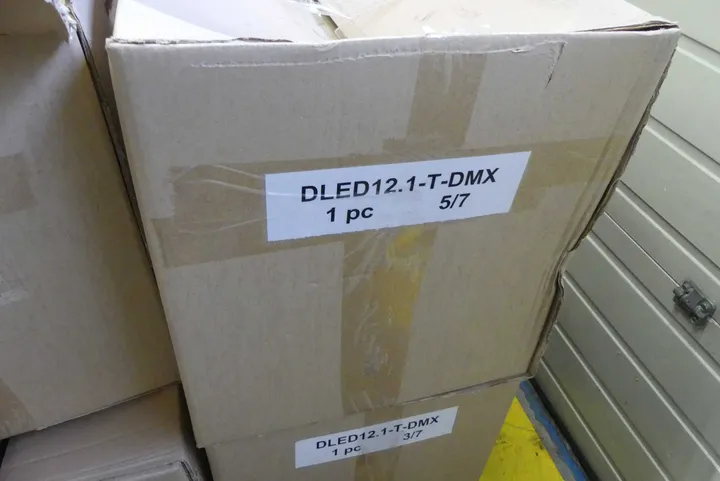 DLED12.1-T-DMX
1 pc 5/7
DLED12.1-T-DMX
1 pc 3/7